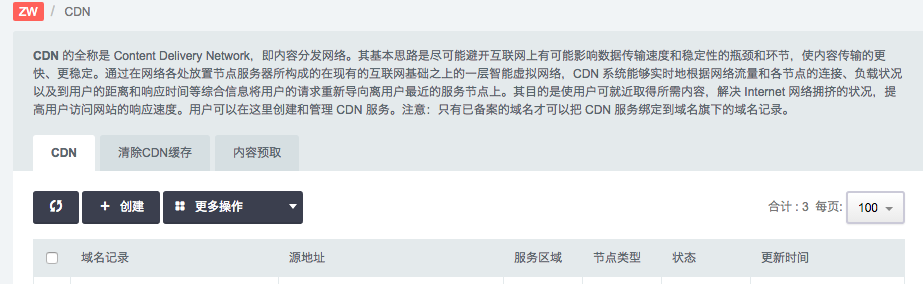 ZW / CDN
CDN 的全称是 Content Delivery Network，即内容分发网络。其基本思路是尽可能避开互联网上有可能影响数据传输速度和稳定性的瓶颈和环节，使内容传输的更
快、更稳定。通过在网络各处放置节点服务器所构成的在现有的互联网基础之上的一层智能虚拟网络，CDN 系统能够实时地根据网络流量和各节点的连接、负载状况
以及到用户的距离和响应时间等综合信息将用户的请求重新导向离用户最近的服务节点上。其目的是使用户可就近取得所需内容，解决 Internet 网络拥挤的状况，提
高用户访问网站的响应速度。用户可以在这里创建和管理 CDN 服务。注意：只有已备案的域名才可以把 CDN 服务绑定到域名旗下的域名记录。
CDN 清除CDN缓存 内容预取
+ 创建 更多操作 合计 : 3 每页: 100
域名记录 源地址 服务区域 节点类型 状态 更新时间